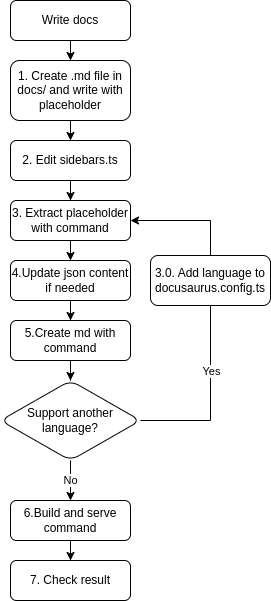 Write docs
1. Create .md file in
docs/ and write with
placeholder
2. Edit sidebars.ts
3. Extract placeholder
with command
4.Update json content
if needed
3.0. Add language to
docusaurus.config.ts
5.Create md with
command
Yes
Support another
language?
No
6.Build and serve
command
7. Check result